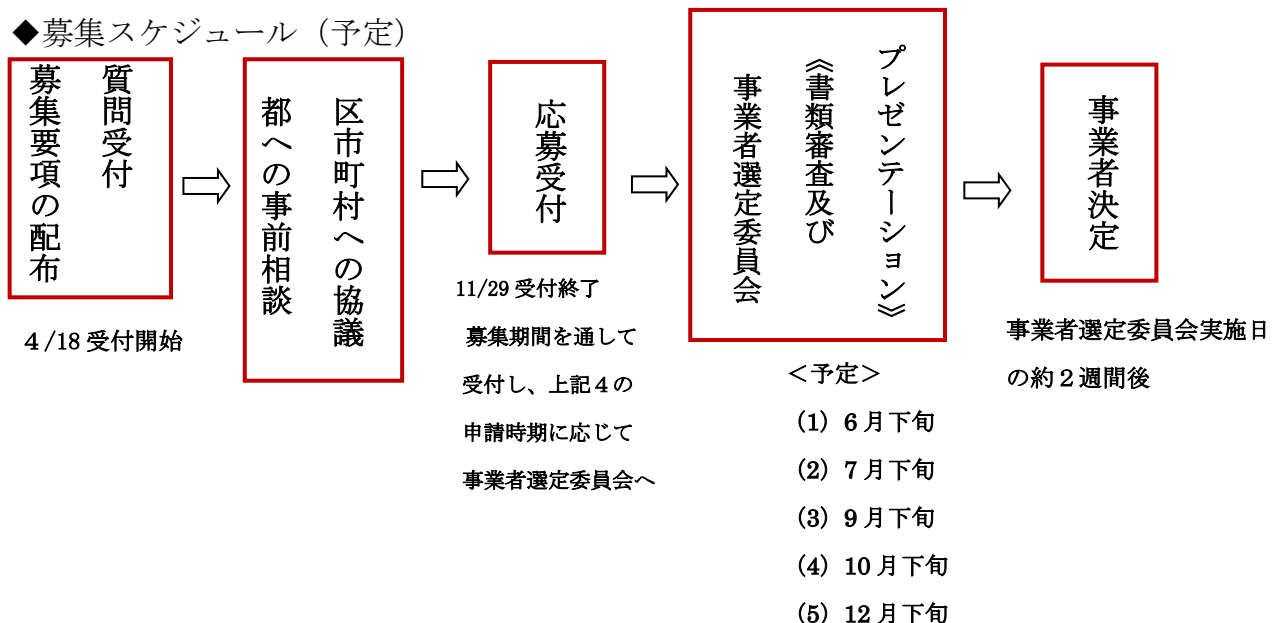 ◆募集スケジュール（予定）
質問受付
募集要項の配布
4/18 受付開始
区市町村への協議
都への事前相談
応募受付
11/29 受付終了
募集期間を通して
受付し、上記４の
申請時期に応じて
事業者選定委員会へ
プレゼンテーション》
《書類審査及び
事業者選定委員会
＜予定＞
(1) 6 月下旬
(2) 7 月下旬
(3) 9 月下旬
(4) 10 月下旬
(5) 12 月下旬
事業者決定
事業者選定委員会実施日
の約２週間後